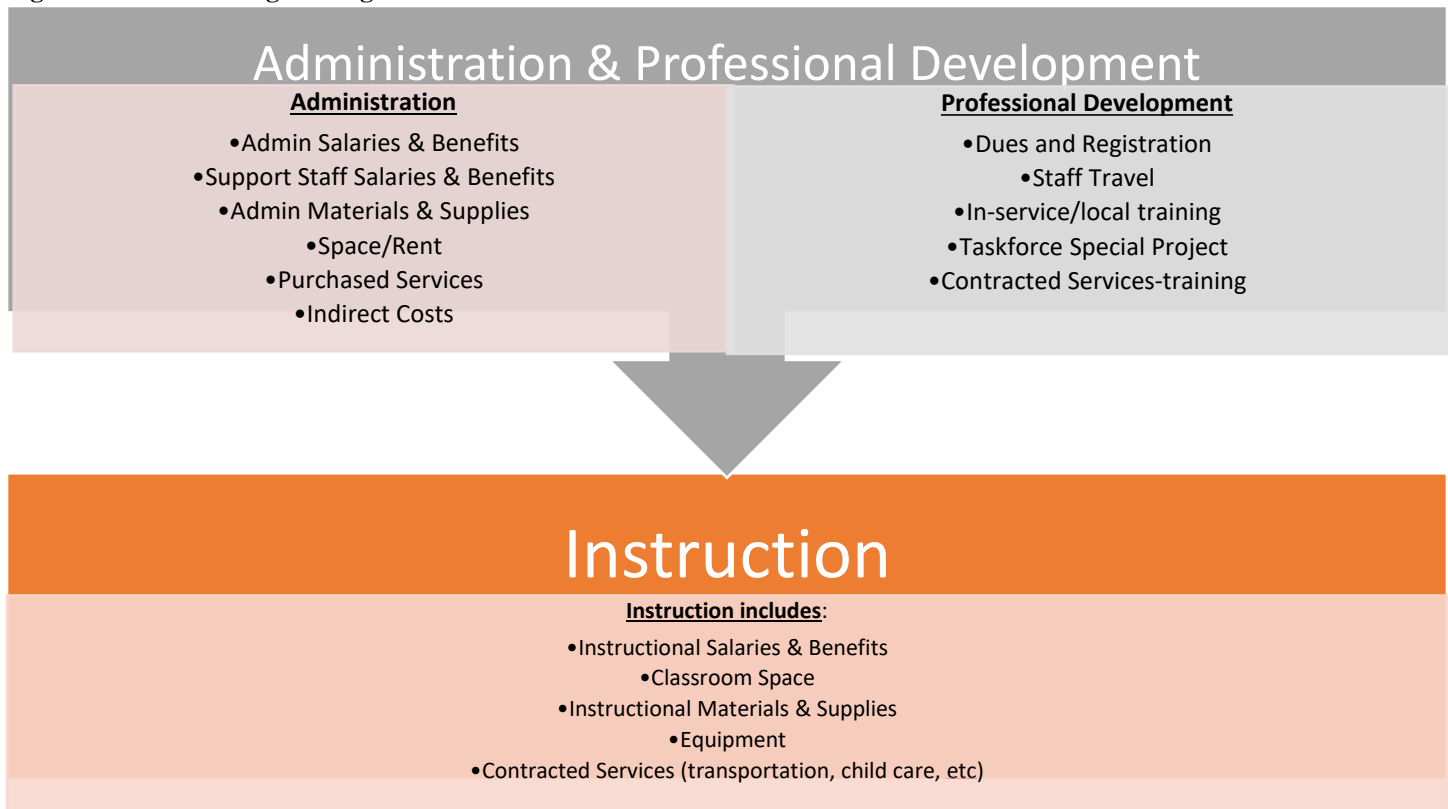 Administration & Professional Development
Administration
•Admin Salaries & Benefits
•Support Staff Salaries & Benefits
•Admin Materials & Supplies
•Space/Rent
•Purchased Services
•Indirect Costs
Professional Development
•Dues and Registration
•Staff Travel
•In-service/local training
•Taskforce Special Project
•Contracted Services-training
Instruction
Instruction includes:
•Instructional Salaries & Benefits
•Classroom Space
•Instructional Materials & Supplies
•Equipment
•Contracted Services (transportation, child care, etc)